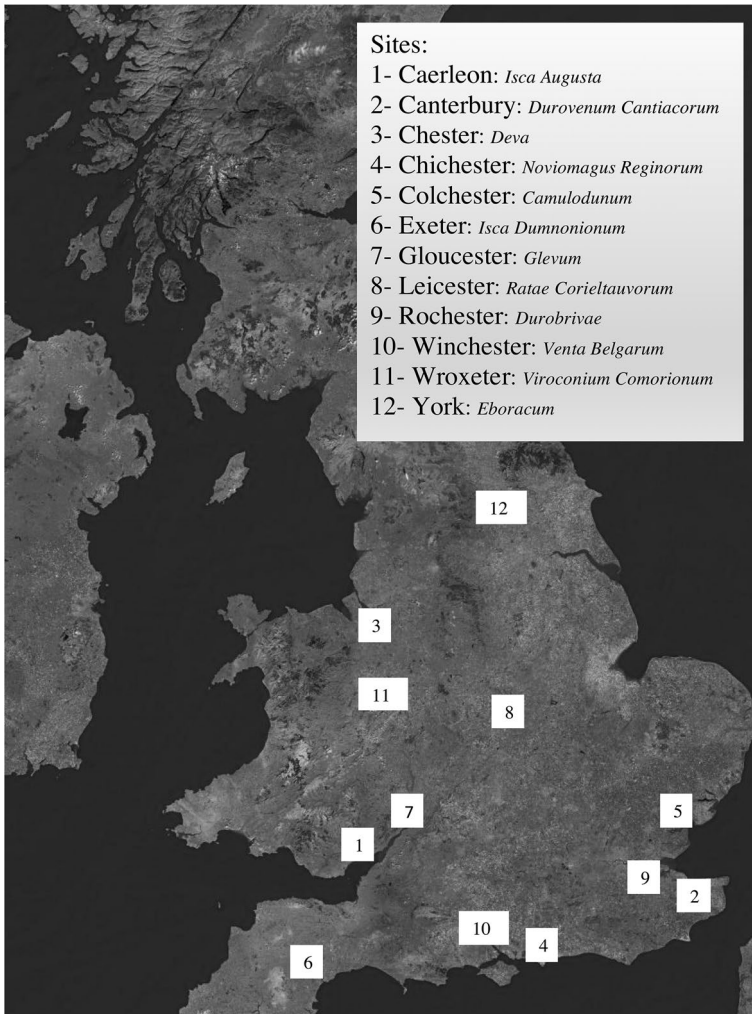 Sites:
1- Caerleon: Isca Augusta
2- Canterbury: Durovenum Cantiacorum
3- Chester: Deva
4- Chichester: Noviomagus Reginorum
5- Colchester: Camulodunum
6- Exeter: Isca Dumnonionum
7- Gloucester: Glevum
8- Leicester: Ratae Corieltauvorum
9- Rochester: Durobrivae
10- Winchester: Venta Belgarum
11- Wroxeter: Viroconium Comorionum
12- York: Eboracum
12
3
11
8
7
5
1
9
2
10
4
6